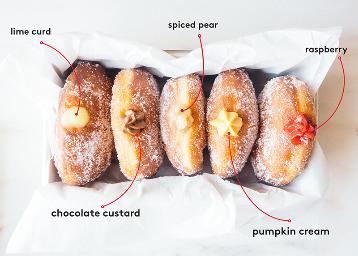 lime curd
spiced pear
raspberry
chocolate custard
pumpkin cream